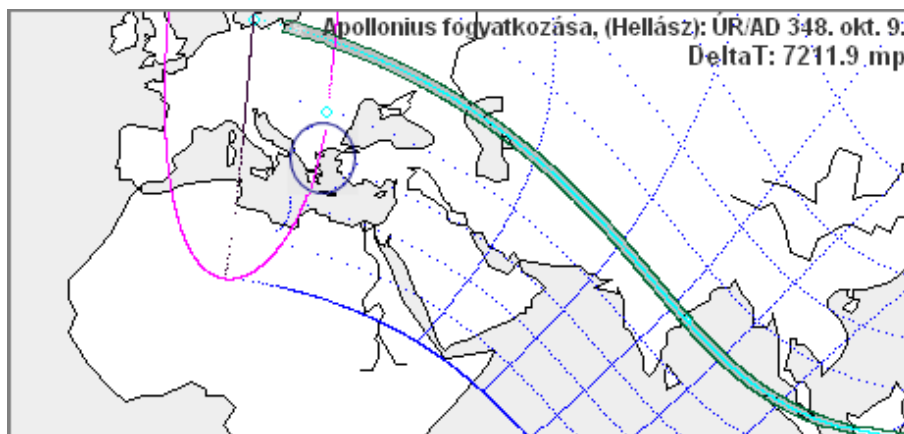 Apollonius fogyatkozása, (Hellász): ÚR/AD 348. okt. 9:
DeltaT: 7211.9 mp
B